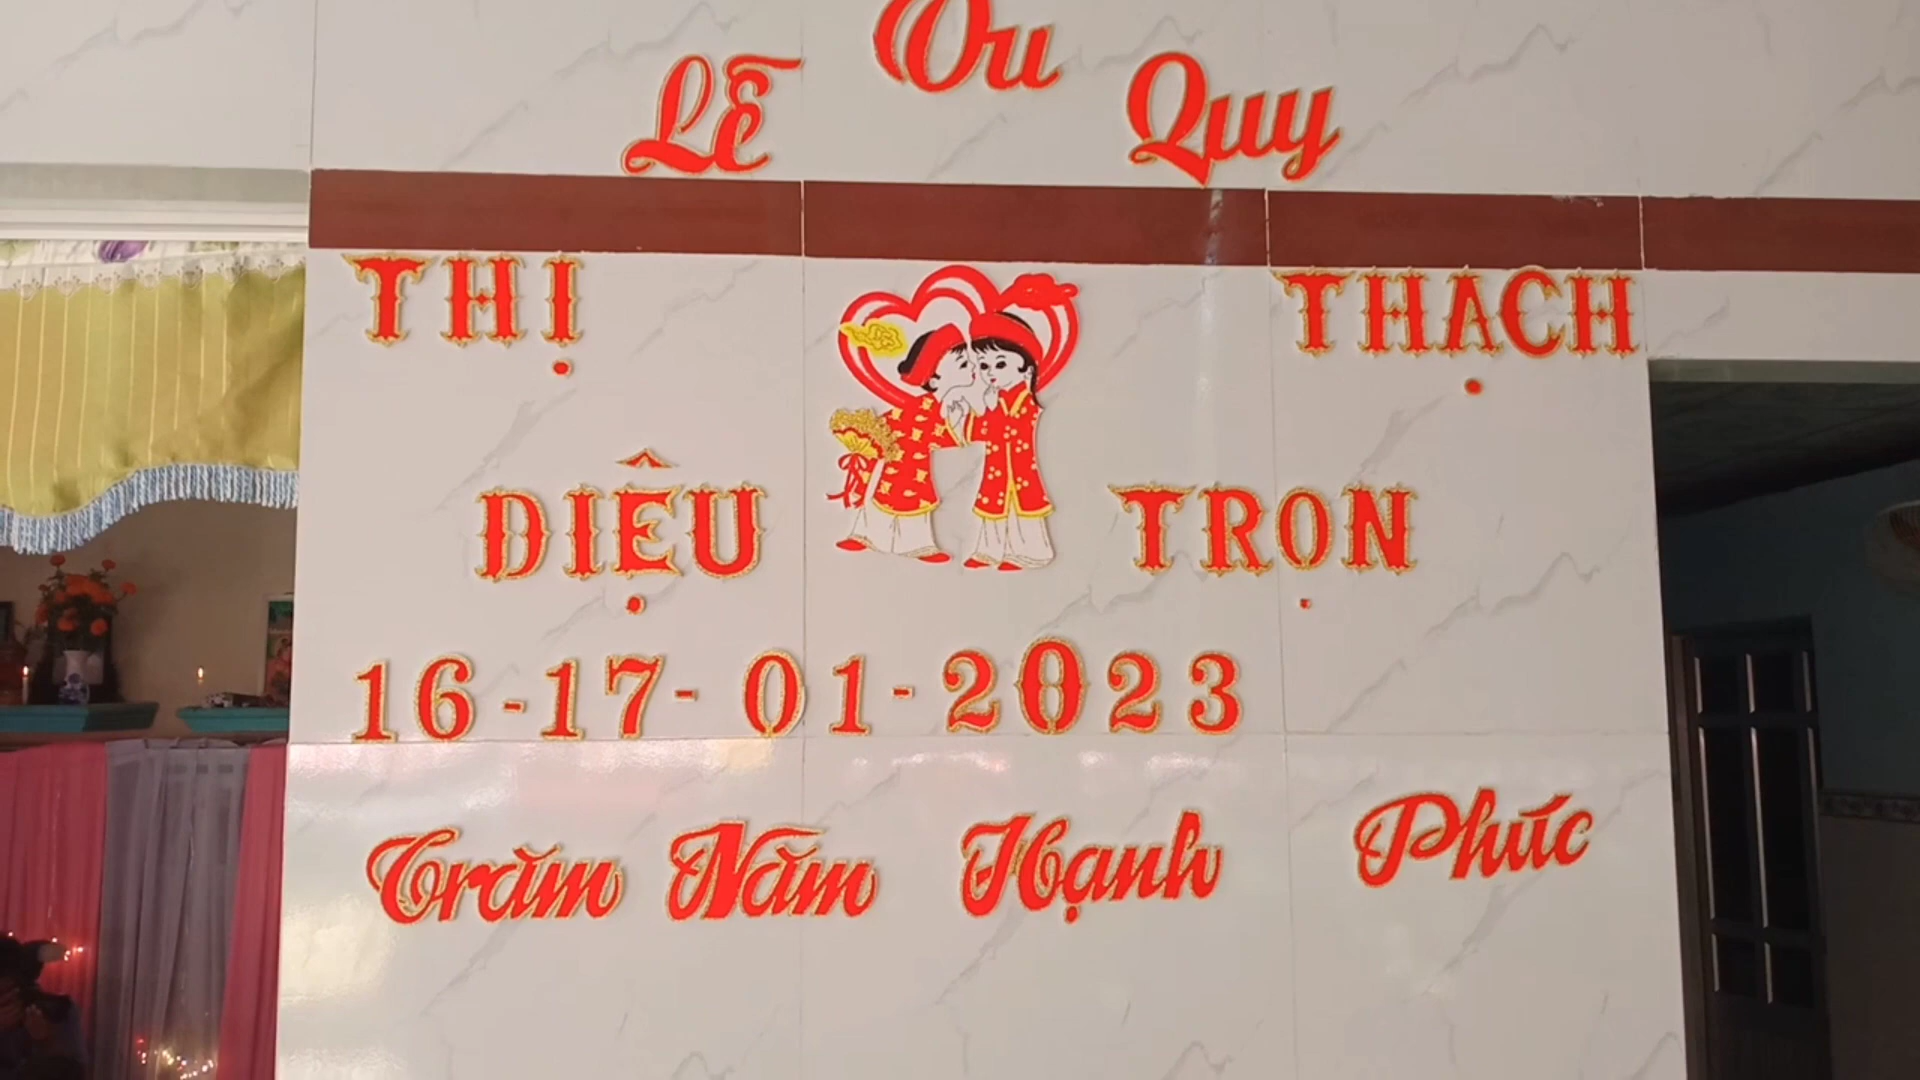 Lễ Vu Quy
THỊ THẠCH
DIỆU TRỌN
16-17-01-2023
Trăm Năm Hạnh Phúc